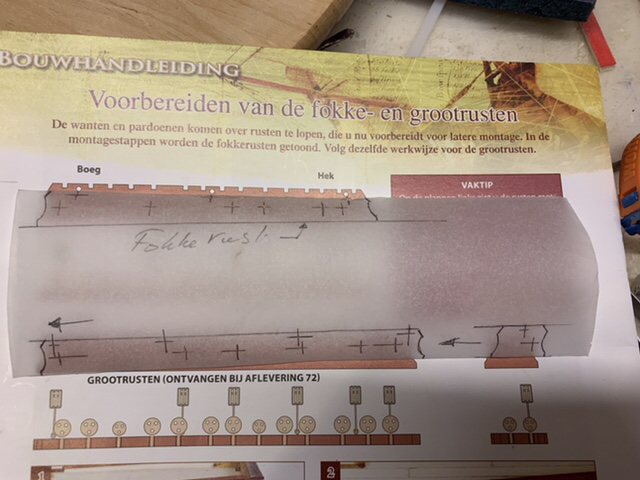 BOUWHANDLEIDING
Voorbereiden van de fokke- en grootrusten
De wanten en pardoenen komen over rusten te lopen, die u nu voorbereidt voor latere montage. In de
montagestappen worden de fokkerusten getoond. Volg dezelfde werkwijze voor de grootrusten.
Boeg
Hek
VAKTIP
Fokke rust
GROOTRUSTEN (ONTVANGEN BIJ AFLEVERING 72)
1
2